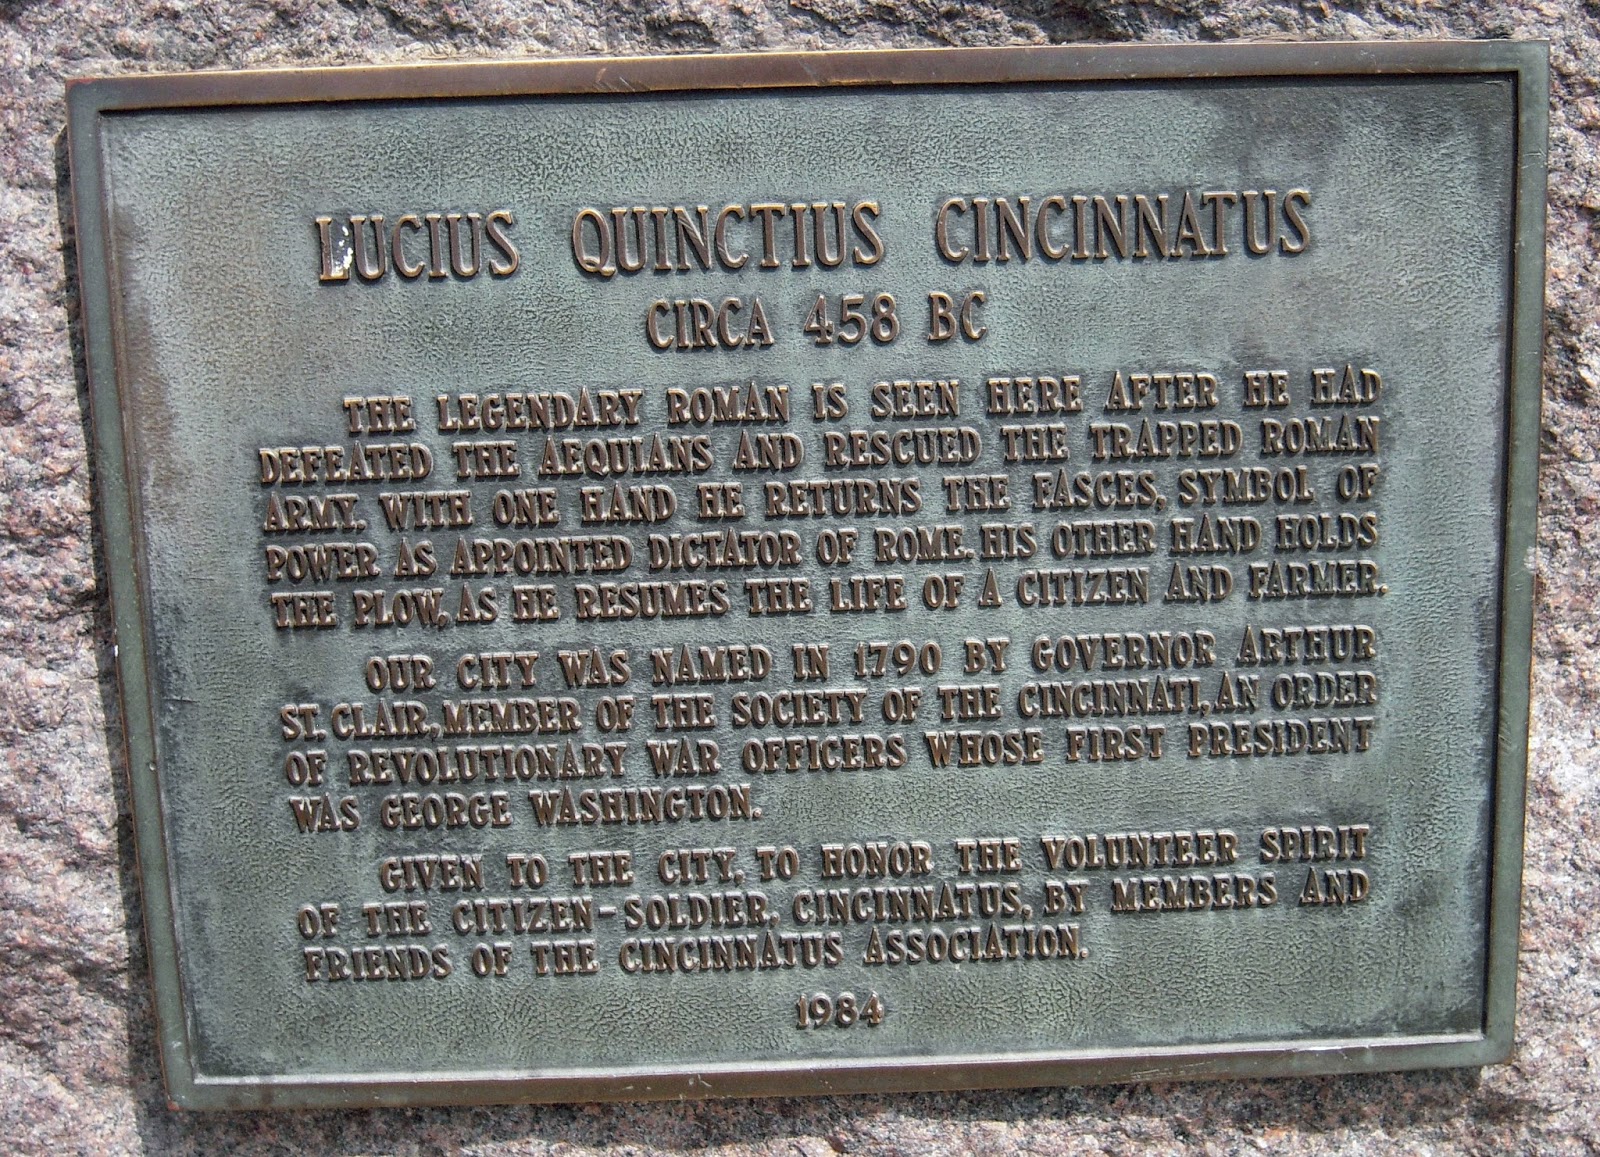 LUCIUS QUINCTIUS CINCINNATUS
CIRCA 458 BC
THE LEGENDARY ROMAN IS SEEN HERE AFTER HE HAD
DEFEATED THE AEQUIANS AND RESCUED THE TRAPPED ROMAN
ARMY. WITH ONE HAND HE RETURNS THE FASCES, SYMBOL OF
POWER AS APPOINTED DICTATOR OF ROME. HIS OTHER HAND HOLDS
THE PLOW, AS HE RESUMES THE LIFE OF A CITIZEN AND FARMER.
OUR CITY WAS NAMED IN 1790 BY GOVERNOR ARTHUR
ST. CLAIR, MEMBER OF THE SOCIETY OF THE CINCINNATI, AN ORDER
OF REVOLUTIONARY WAR OFFICERS WHOSE FIRST PRESIDENT
WAS GEORGE WASHINGTON.
GIVEN TO THE CITY, TO HONOR THE VOLUNTEER SPIRIT
OF THE CITIZEN-SOLDIER, CINCINNATUS, BY MEMBERS AND
FRIENDS OF THE CINCINNATUS ASSOCIATION.
1984